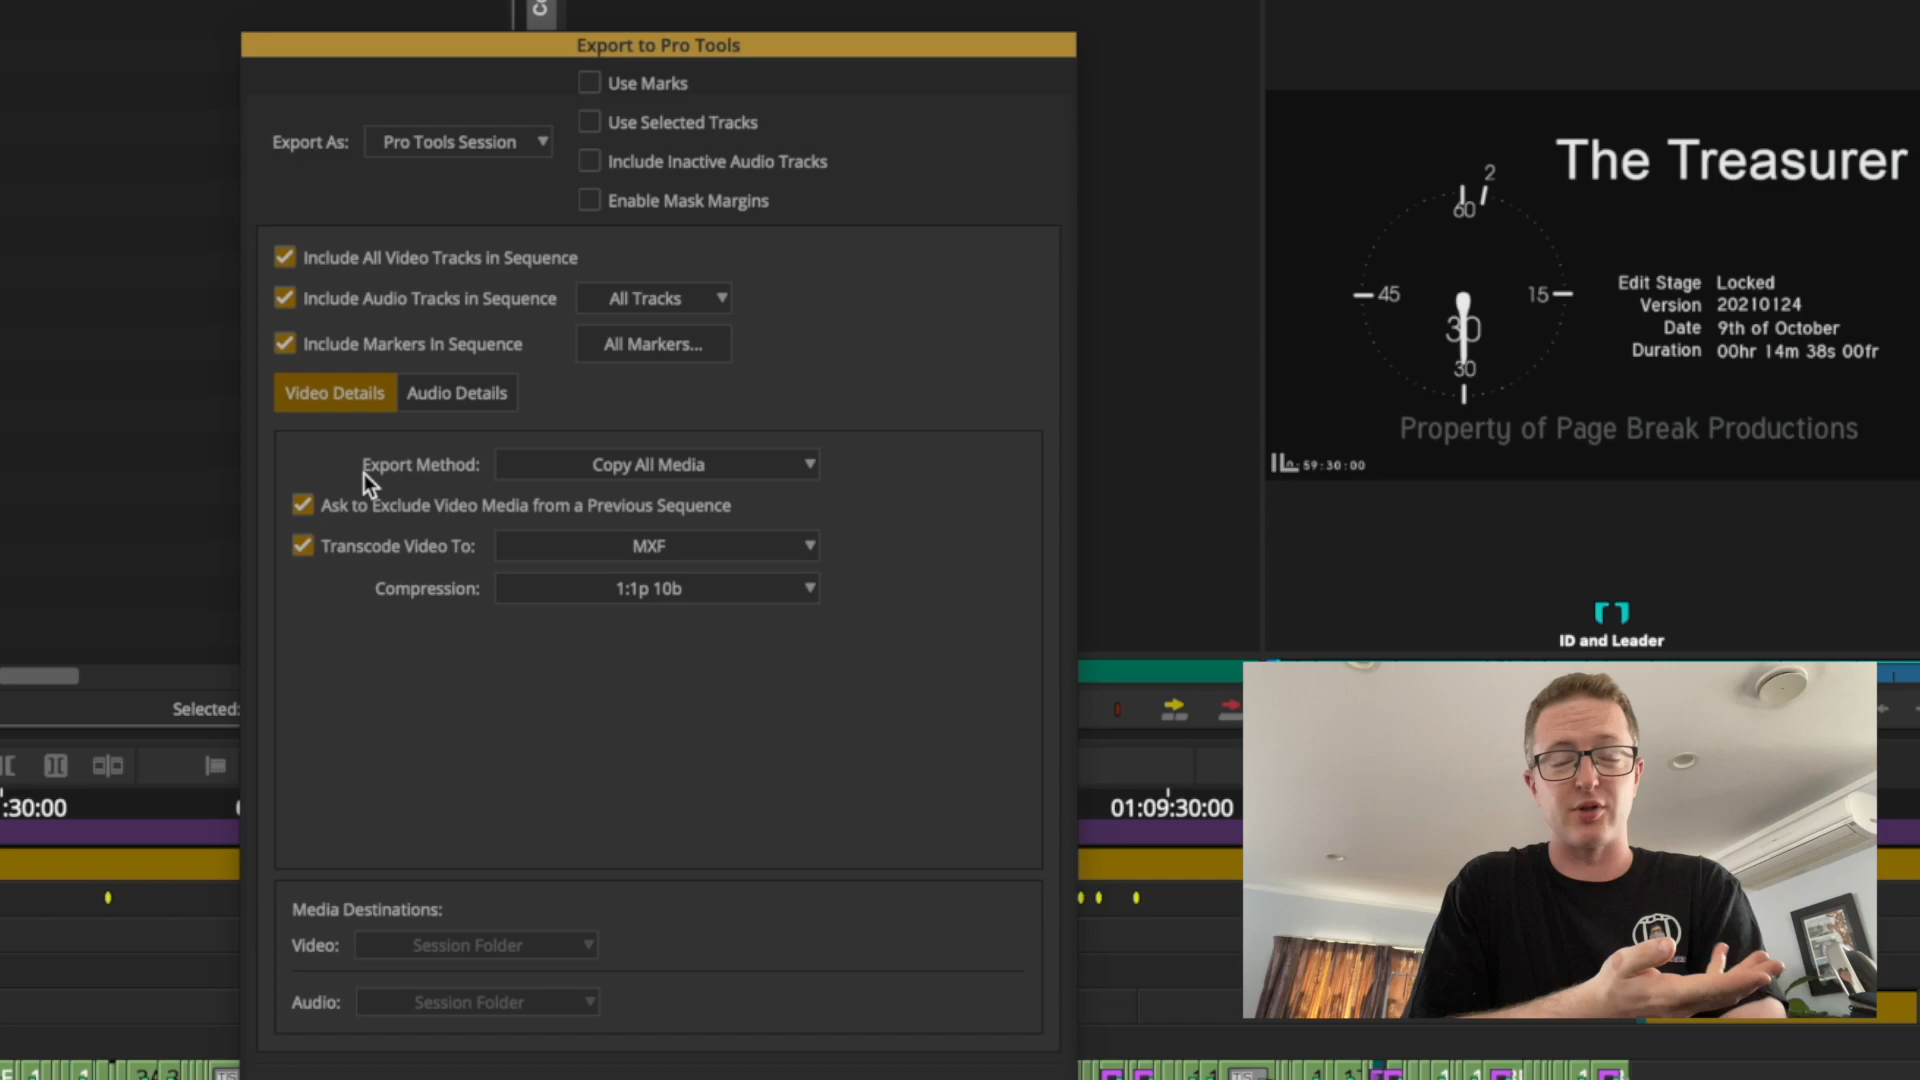 Export to Pro Tools
Use Marks
Use Selected Tracks
Export As: Pro Tools Session
Include Inactive Audio Tracks
Enable Mask Margins
Include All Video Tracks in Sequence
Include Audio Tracks in Sequence All Tracks
Include Markers In Sequence All Markers...
Video Details Audio Details
Export Method: Copy All Media
Ask to Exclude Video Media from a Previous Sequence
Transcode Video To: MXF
Compression: 1:1p 10b
Media Destinations:
Video: Session Folder
Audio: Session Folder
The Treasurer
2
60
45
15
30
30
Edit Stage Locked
Version 20210124
Date 9th of October
Duration 00hr 14m 38s 00fr
Property of Page Break Productions
:59:30:00
ID and Leader
Selected:
:30:00
01:09:30:00